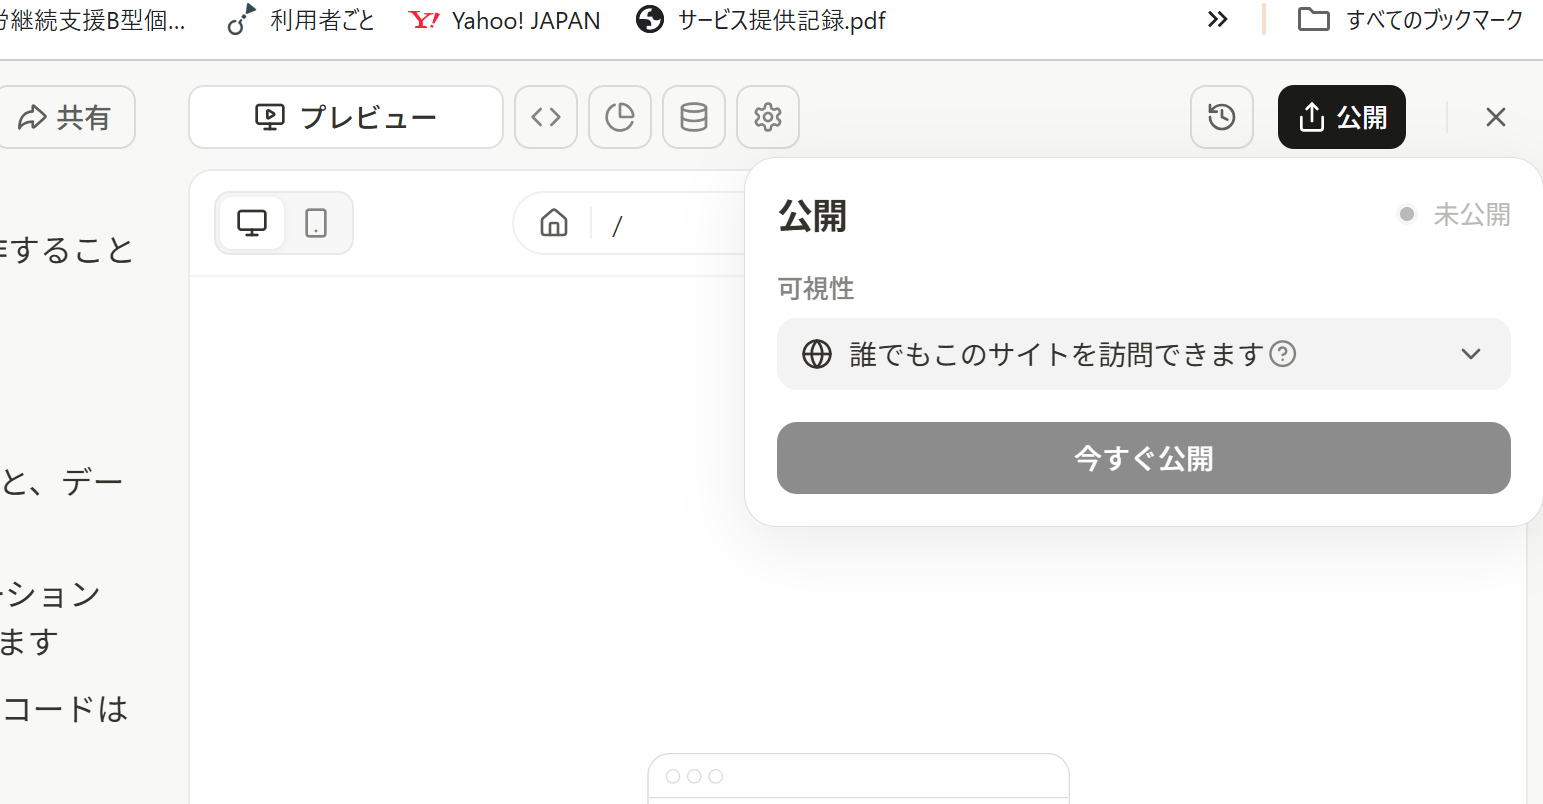 労継続支援B型個...
利用者ごと
Yahoo! JAPAN
サービス提供記録.pdf
すべてのブックマーク
共有
プレビュー
公開
/
公開
未公開
可視性
誰でもこのサイトを訪問できます
今すぐ公開
作すること
と、デー
ーション
ます
コードは